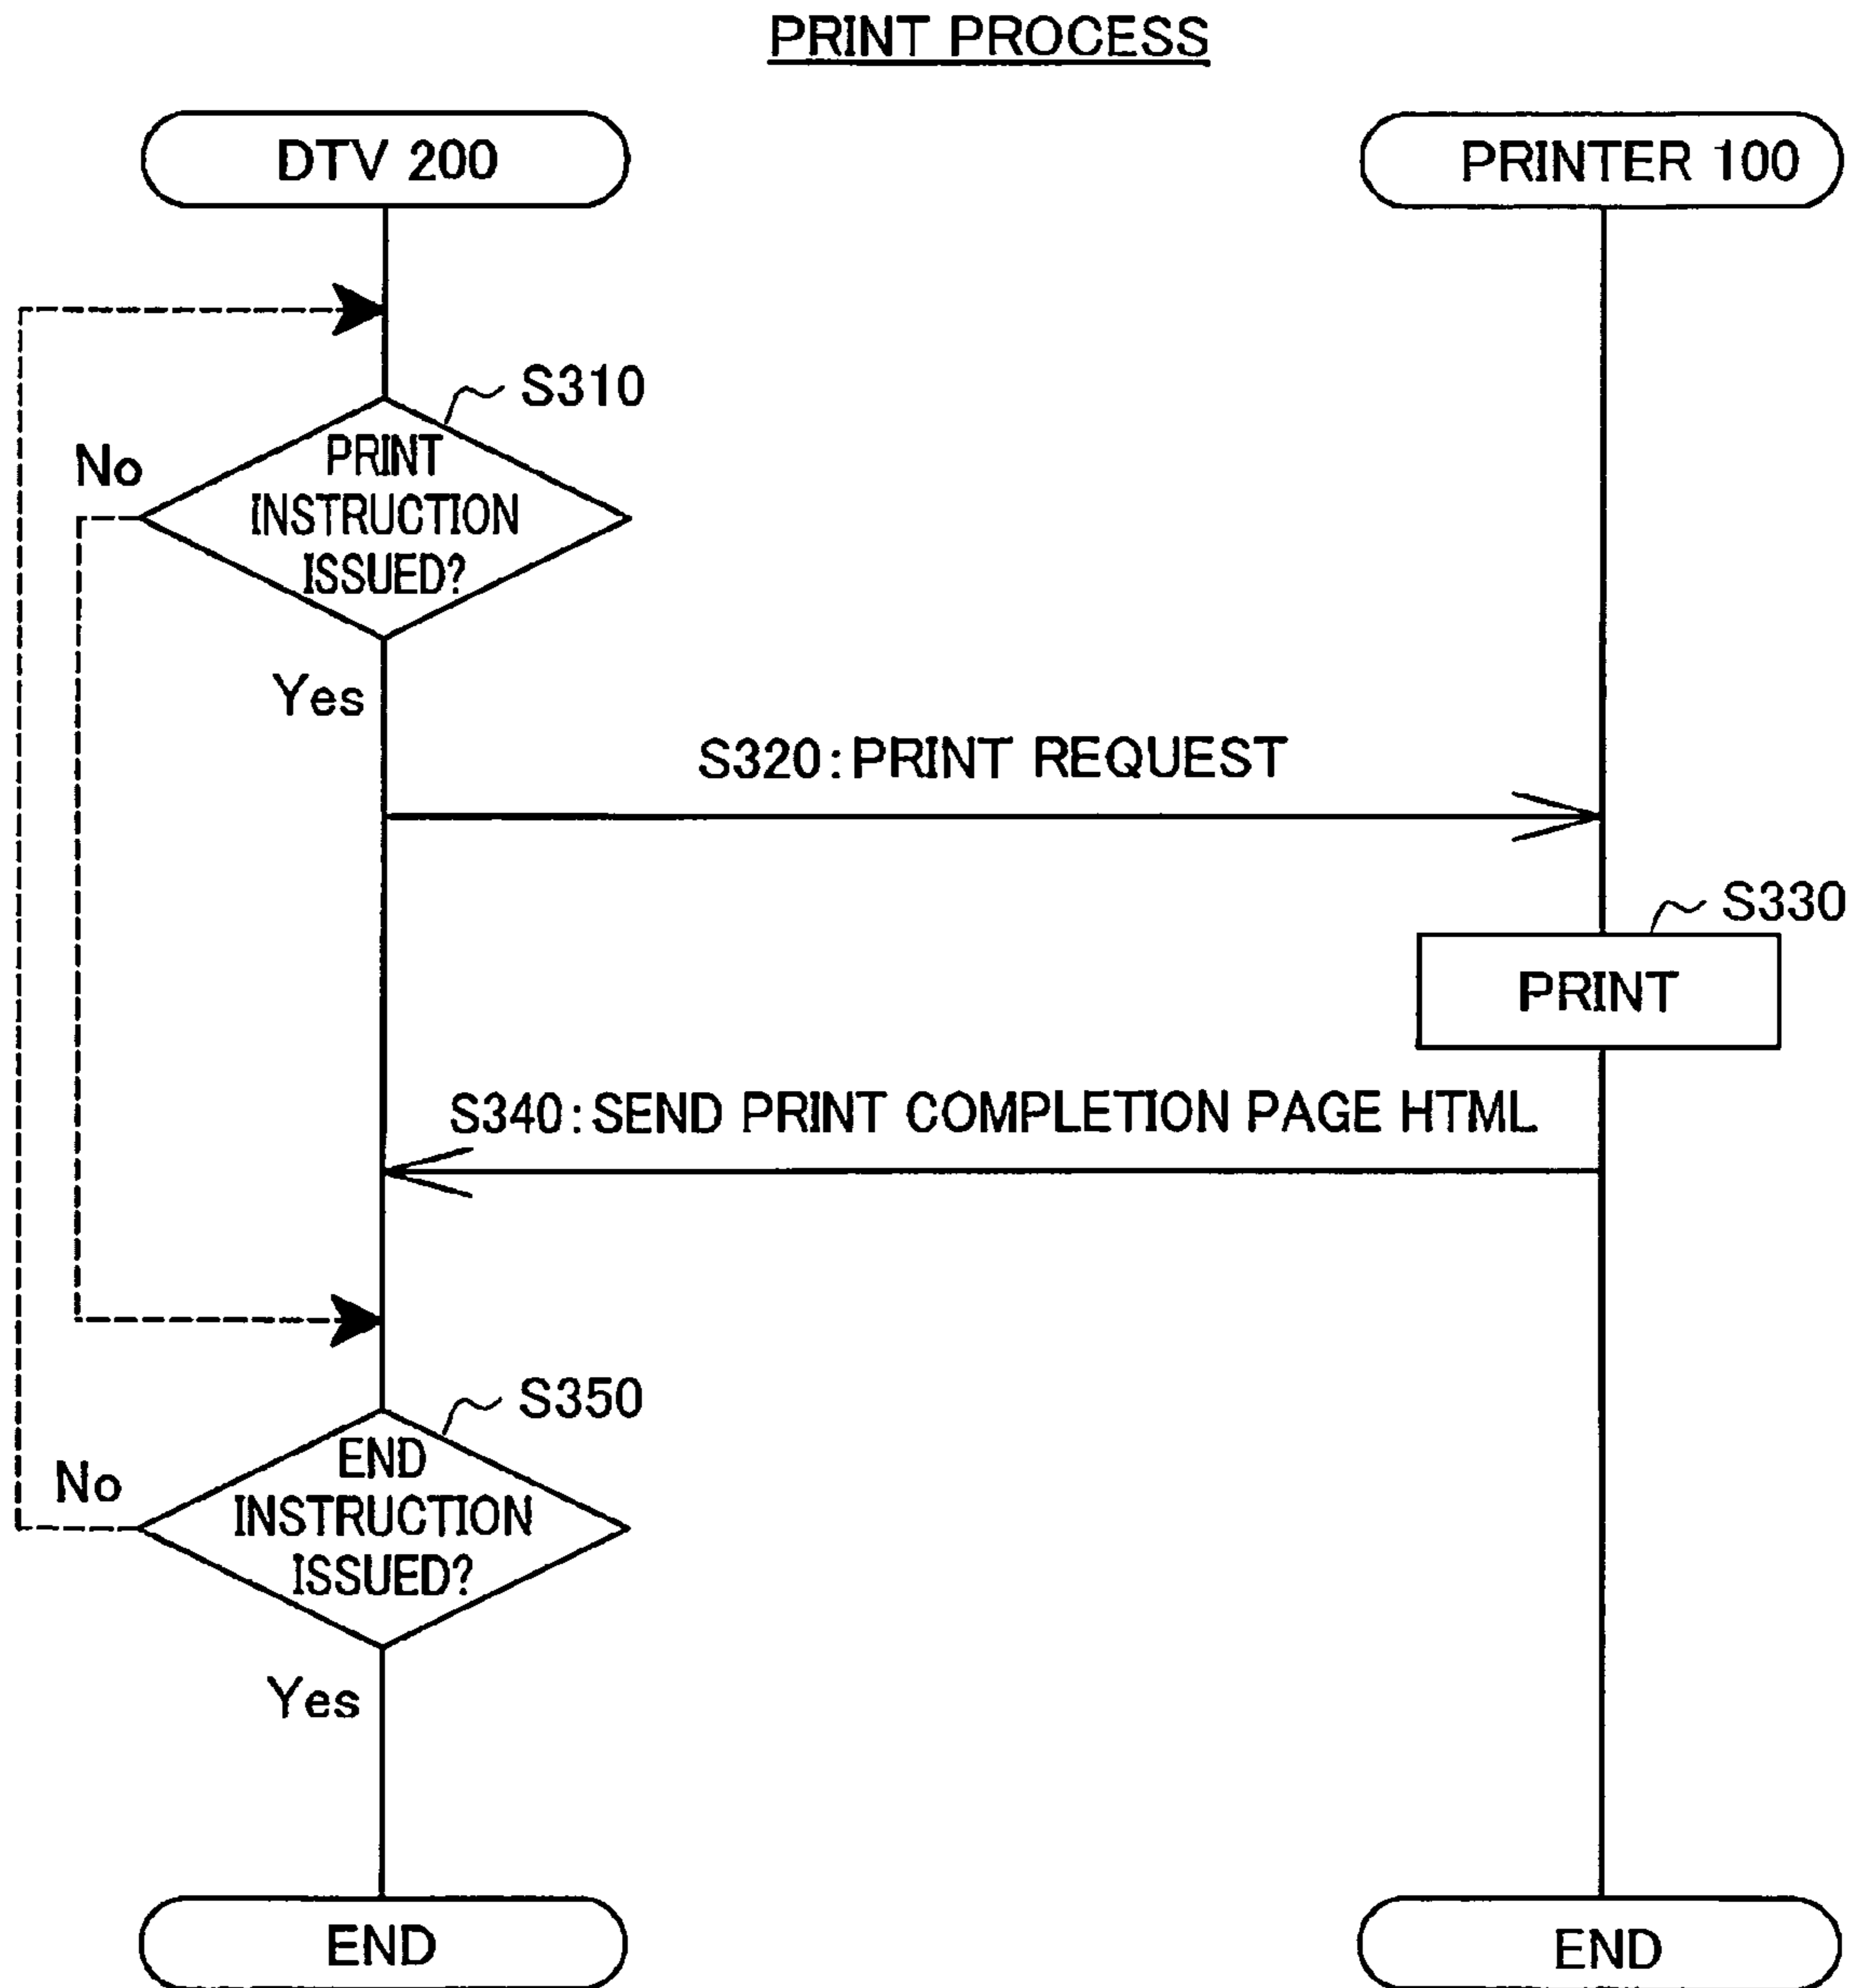 PRINT PROCESS
DTV 200
PRINTER 100
S310
No
PRINT
INSTRUCTION
ISSUED?
Yes
S320:PRINT REQUEST
S330
PRINT
S340:SEND PRINT COMPLETION PAGE HTML
S350
No
END
INSTRUCTION
ISSUED?
Yes
END
END